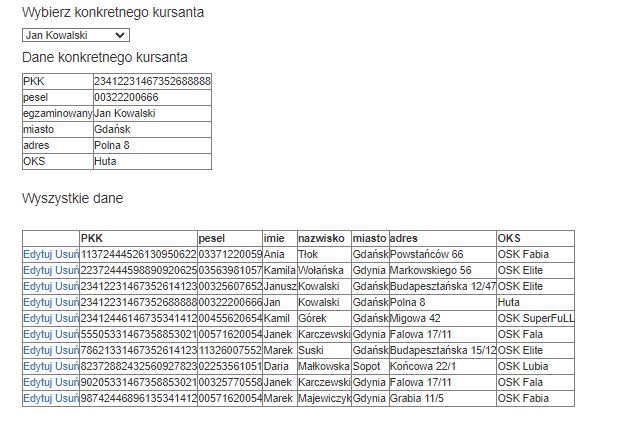 Wybierz konkretnego kursanta
Jan Kowalski
Dane konkretnego kursanta
PKK 23412231467352688888
pesel 00322200666
egzaminowany Jan Kowalski
miasto Gdańsk
adres Polna 8
OKS Huta
Wyszystkie dane
PKK pesel imie nazwisko miasto adres OKS
Edytuj Usuń 11372444526130950622 03371220059 Ania Tłok Gdańsk Powstańców 66 OSK Fabia
Edytuj Usuń 22372444598890920625 03563981057 Kamila Wolańska Gdynia Markowskiego 56 OSK Elite
Edytuj Usuń 23412231467352614123 00325607652 Janusz Kowalski Gdańsk Budapesztańska 12/47 OSK Elite
Edytuj Usuń 23412231467352688888 00322200666 Jan Kowalski Gdańsk Polna 8 Huta
Edytuj Usuń 23412446146735341412 00455620654 Kamil Górek Gdańsk Migowa 42 OSK SuperFuLL
Edytuj Usuń 55505331467358853021 00571620054 Janek Karczewski Gdynia Falowa 17/11 OSK Fala
Edytuj Usuń 78621331467352614123 11326007552 Marek Suski Gdańsk Budapesztańska 15/12 OSK Elite
Edytuj Usuń 82372882432560927823 02253561051 Daria Małkowska Sopot Końcowa 22/1 OSK Lubia
Edytuj Usuń 90205331467358853021 00325770558 Janek Karczewski Gdynia Falowa 17/11 OSK Fala
Edytuj Usuń 98742446896135341412 00571620054 Marek Majewiczyk Gdynia Grabia 11/5 OSK Fabia